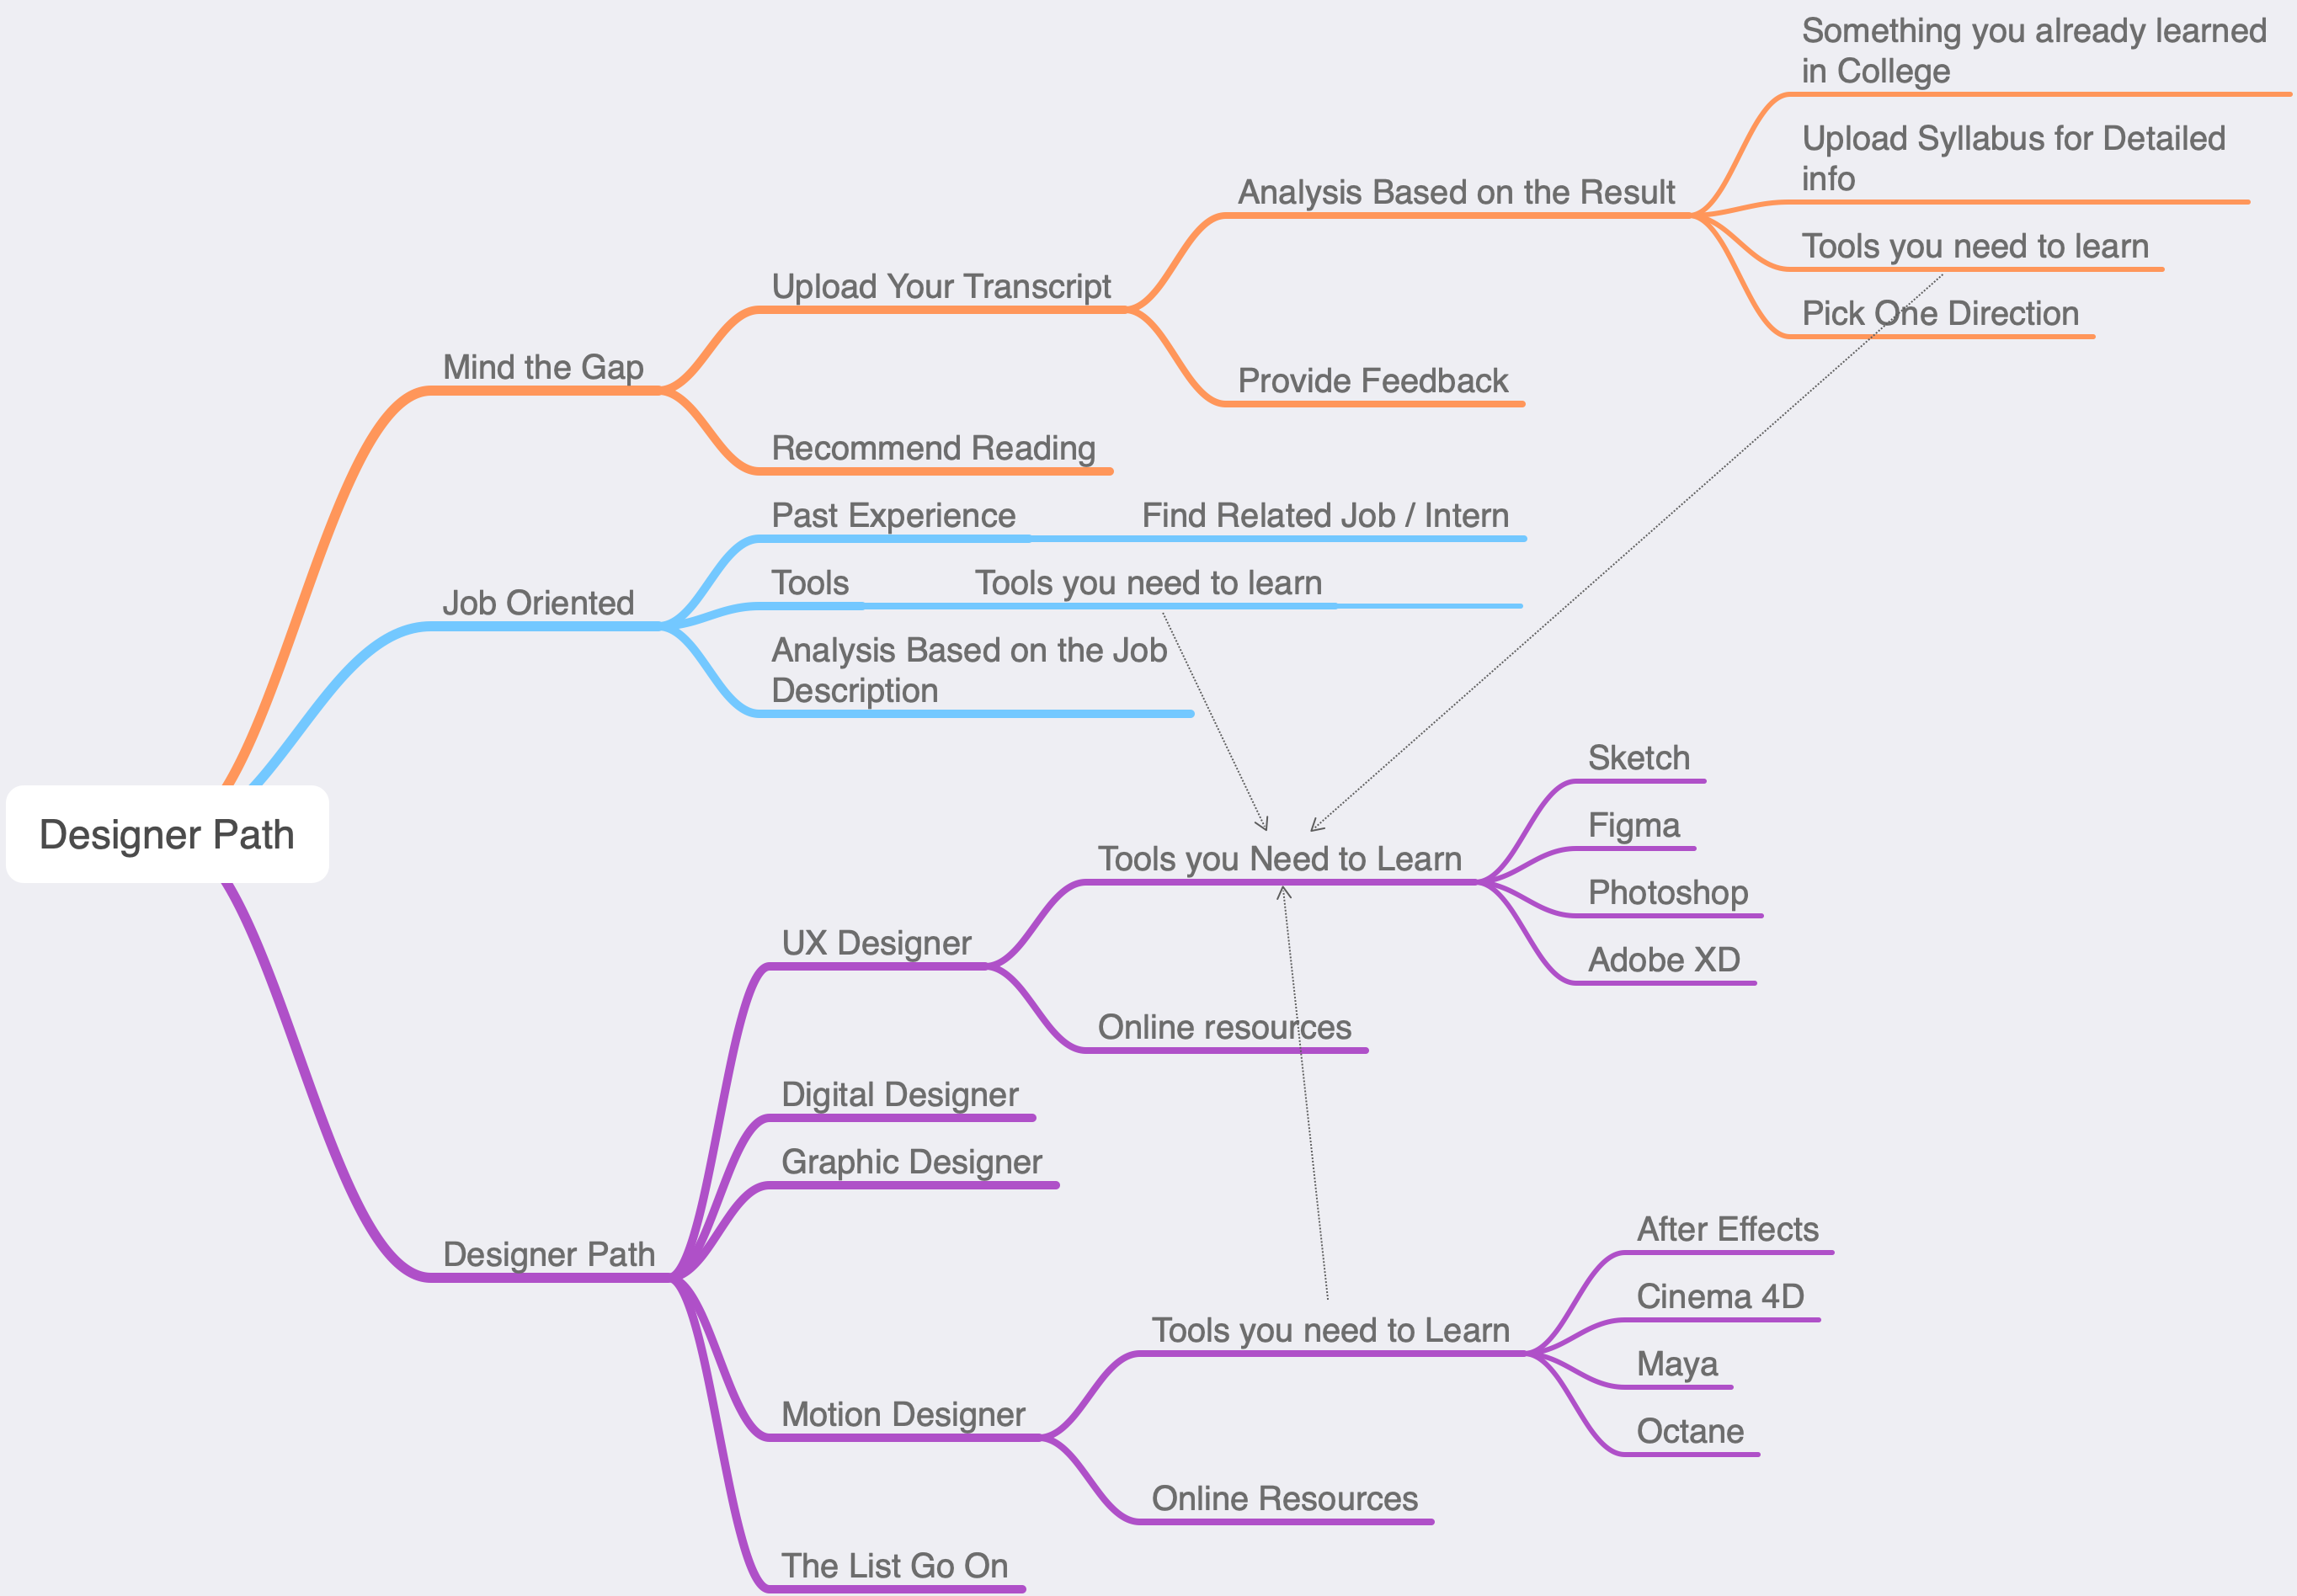 Something you already learned
in College
Upload Syllabus for Detailed
info
Analysis Based on the Result
Tools you need to learn
Upload Your Transcript
Pick One Direction
Mind the Gap
Provide Feedback
Recommend Reading
Past Experience
Find Related Job / Intern
Tools
Tools you need to learn
Job Oriented
Analysis Based on the Job
Description
Designer Path
Sketch
Figma
Tools you Need to Learn
Photoshop
UX Designer
Adobe XD
Online resources
Digital Designer
Graphic Designer
Designer Path
After Effects
Cinema 4D
Tools you need to Learn
Maya
Motion Designer
Octane
Online Resources
The List Go On